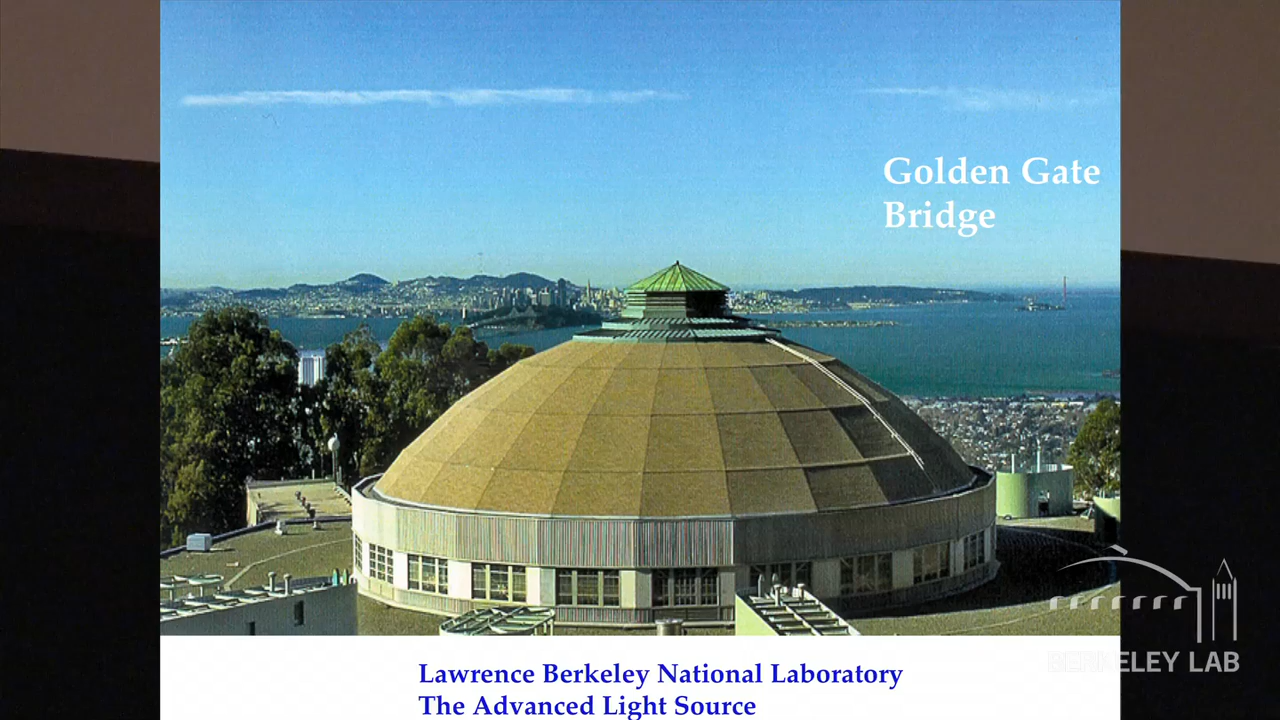 Golden Gate
Bridge
Lawrence Berkeley National Laboratory
The Advanced Light Source
BERKELEY LAB